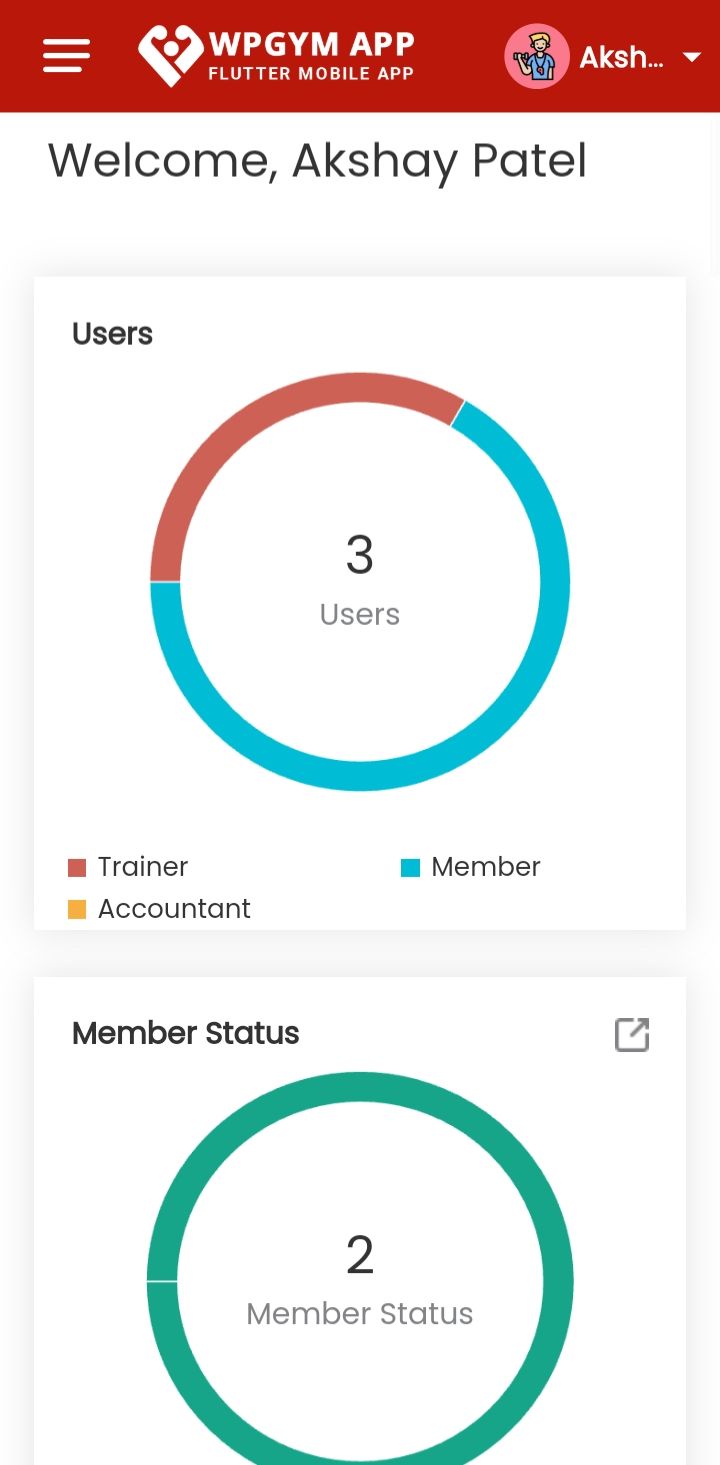 WPGYM APP
FLUTTER MOBILE APP
Aksh...
Welcome, Akshay Patel
Users
3
Users
Trainer
Member
Accountant
Member Status
2
Member Status